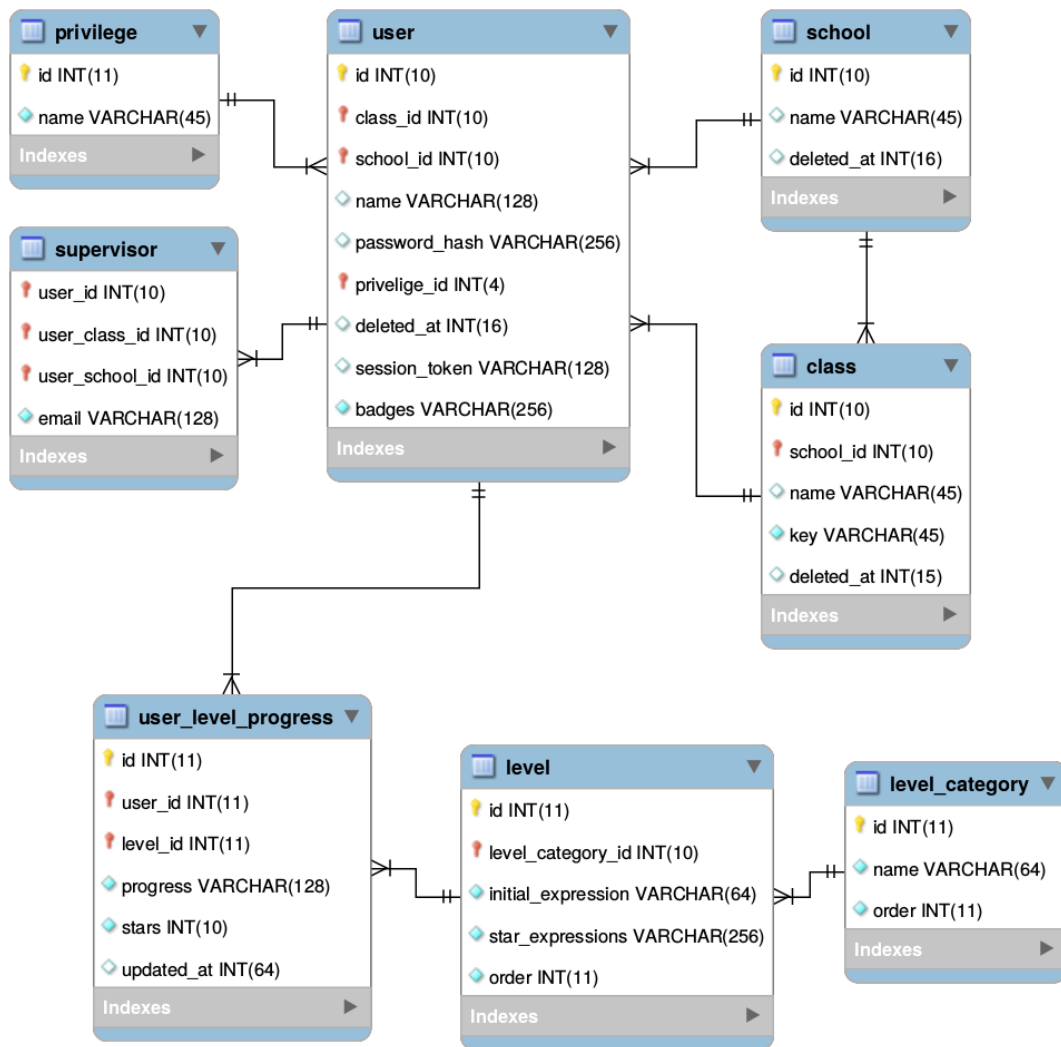 privilege
id INT(11)
name VARCHAR(45)
Indexes
user
id INT(10)
class_id INT(10)
school_id INT(10)
name VARCHAR(128)
password_hash VARCHAR(256)
privelige_id INT(4)
deleted_at INT(16)
session_token VARCHAR(128)
badges VARCHAR(256)
Indexes
school
id INT(10)
name VARCHAR(45)
deleted_at INT(16)
Indexes
supervisor
user_id INT(10)
user_class_id INT(10)
user_school_id INT(10)
email VARCHAR(128)
Indexes
class
id INT(10)
school_id INT(10)
name VARCHAR(45)
key VARCHAR(45)
deleted_at INT(15)
Indexes
user_level_progress
id INT(11)
user_id INT(11)
level_id INT(11)
progress VARCHAR(128)
stars INT(10)
updated_at INT(64)
Indexes
level
id INT(11)
level_category_id INT(10)
initial_expression VARCHAR(64)
star_expressions VARCHAR(256)
order INT(11)
Indexes
level_category
id INT(11)
name VARCHAR(64)
order INT(11)
Indexes